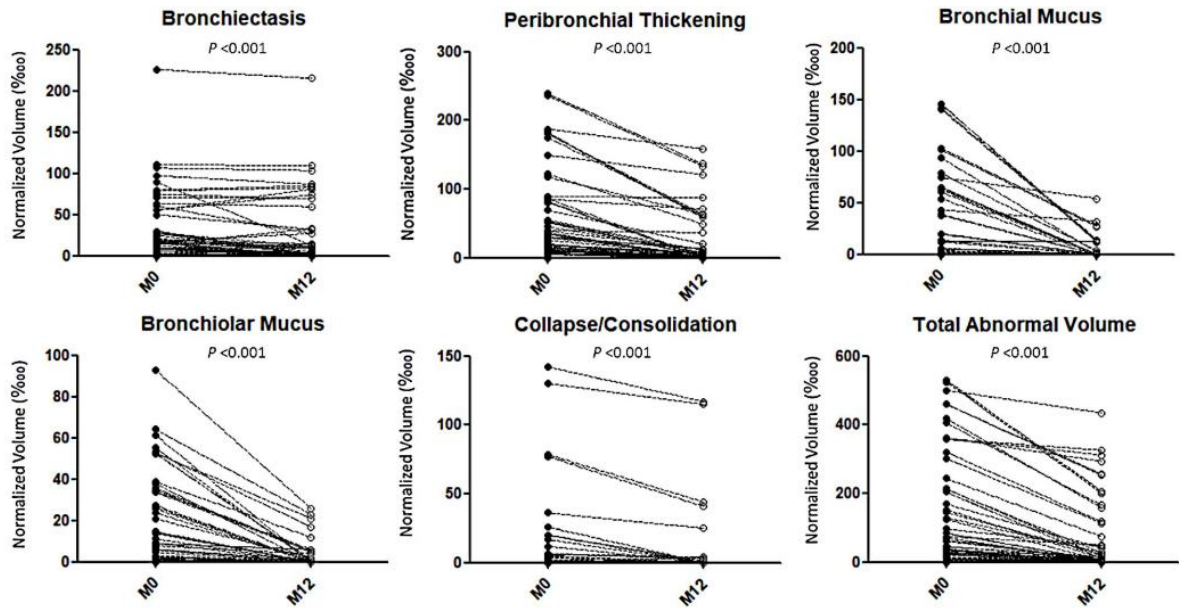 Bronchiectasis
P <0.001
Normalized Volume (‱)
250
200
150
100
50
0
M0
M12
Peribronchial Thickening
P <0.001
Normalized Volume (‱)
300
200
100
0
M0
M12
Bronchial Mucus
P <0.001
Normalized Volume (‱)
200
150
100
50
0
M0
M12
Bronchiolar Mucus
P <0.001
Normalized Volume (‱)
100
80
60
40
20
0
M0
M12
Collapse/Consolidation
P <0.001
Normalized Volume (‱)
150
100
50
0
M0
M12
Total Abnormal Volume
P <0.001
Normalized Volume (‱)
600
400
200
0
M0
M12